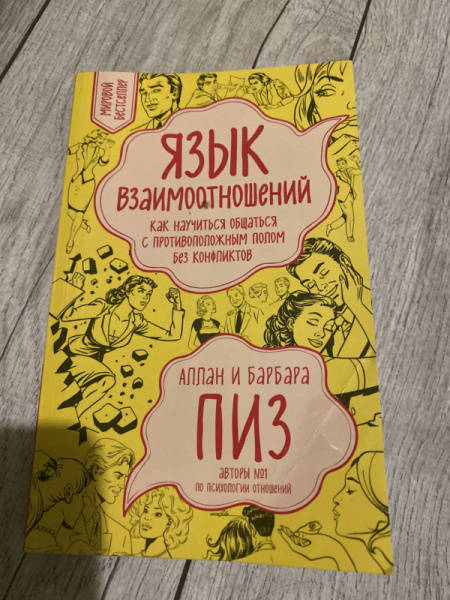 МИРОВОЙ
БЕСТСЕЛЛЕР
ЯЗЫК
ВЗАИМООТНОШЕНИЙ
КАК НАУЧИТЬСЯ ОБЩАТЬСЯ
С ПРОТИВОПОЛОЖНЫМ ПОЛОМ
БЕЗ КОНФЛИКТОВ
АЛЛАН И БАРБАРА
ПИЗ
АВТОРЫ №1
ПО ПСИХОЛОГИИ ОТНОШЕНИЙ